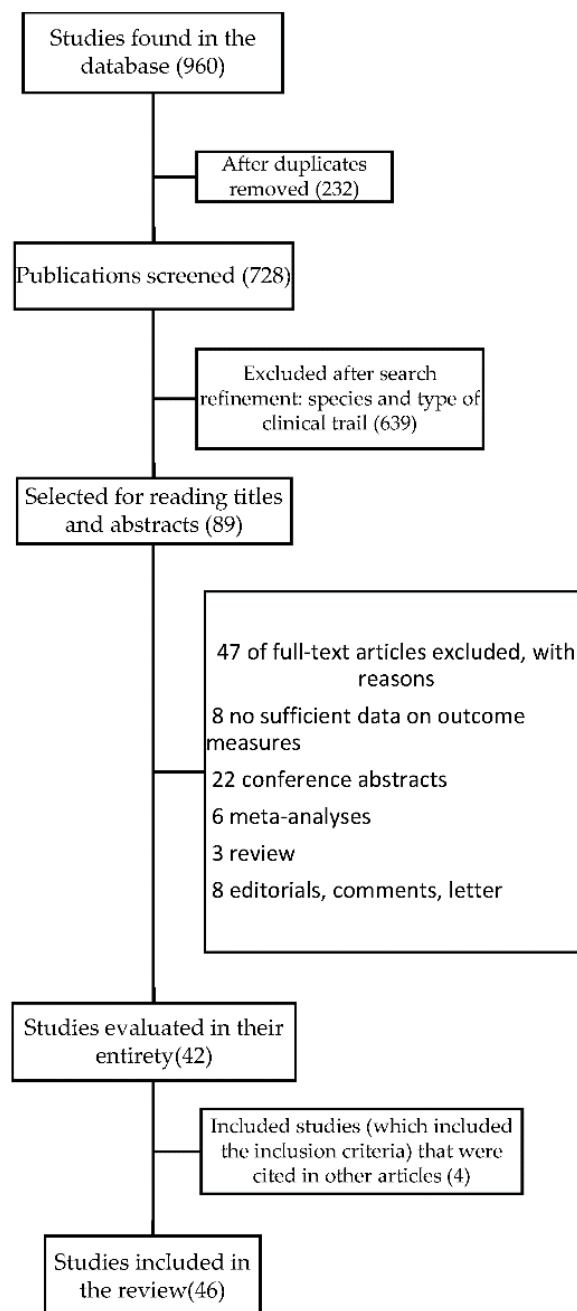 Studies found in the
database (960)
After duplicates
removed (232)
Publications screened (728)
Excluded after search
refinement: species and type of
clinical trail (639)
Selected for reading titles
and abstracts (89)
47 of full-text articles excluded, with
reasons
8 no sufficient data on outcome
measures
22 conference abstracts
6 meta-analyses
3 review
8 editorials, comments, letter
Studies evaluated in their
entirety(42)
Included studies (which included
the inclusion criteria) that were
cited in other articles (4)
Studies included in
the review(46)